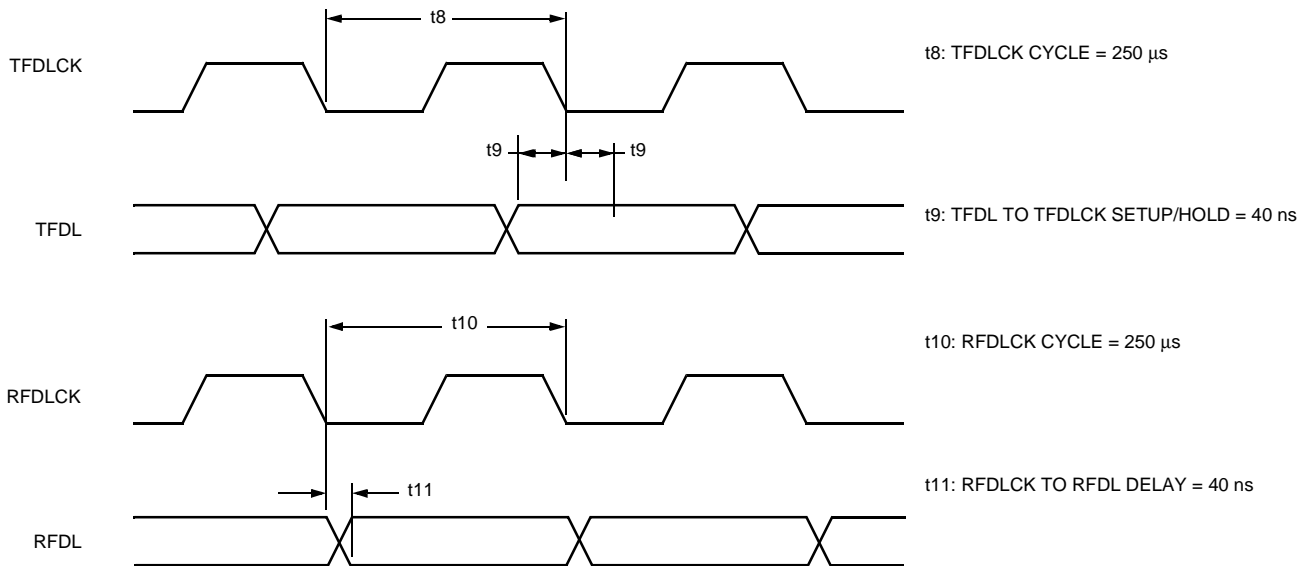 t8
TFDLCK
t8: TFDLCK CYCLE = 250 μs
t9
t9
TFDL
t9: TFDL TO TFDLCK SETUP/HOLD = 40 ns
t10
t10: RFDLCK CYCLE = 250 μs
RFDLCK
t11
t11: RFDLCK TO RFDL DELAY = 40 ns
RFDL